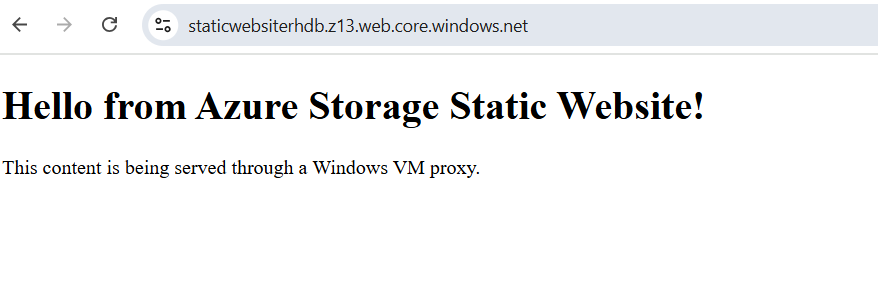 staticwebsiterhdb.z13.web.core.windows.net
Hello from Azure Storage Static Website!
This content is being served through a Windows VM proxy.